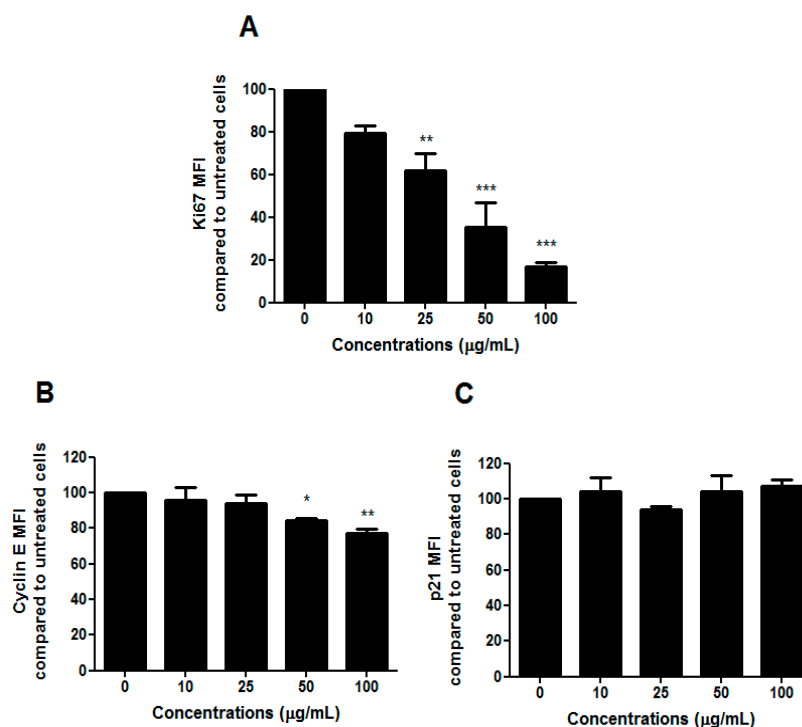 A
Ki67 MFI
compared to untreated cells
100
80
60
40
20
0
**
***
***
0 10 25 50 100
Concentrations (µg/mL)
B
Cyclin E MFI
compared to untreated cells
120
100
80
60
40
20
0
*
**
0 10 25 50 100
Concentrations (µg/mL)
C
p21 MFI
compared to untreated cells
120
100
80
60
40
20
0
0 10 25 50 100
Concentrations (µg/mL)